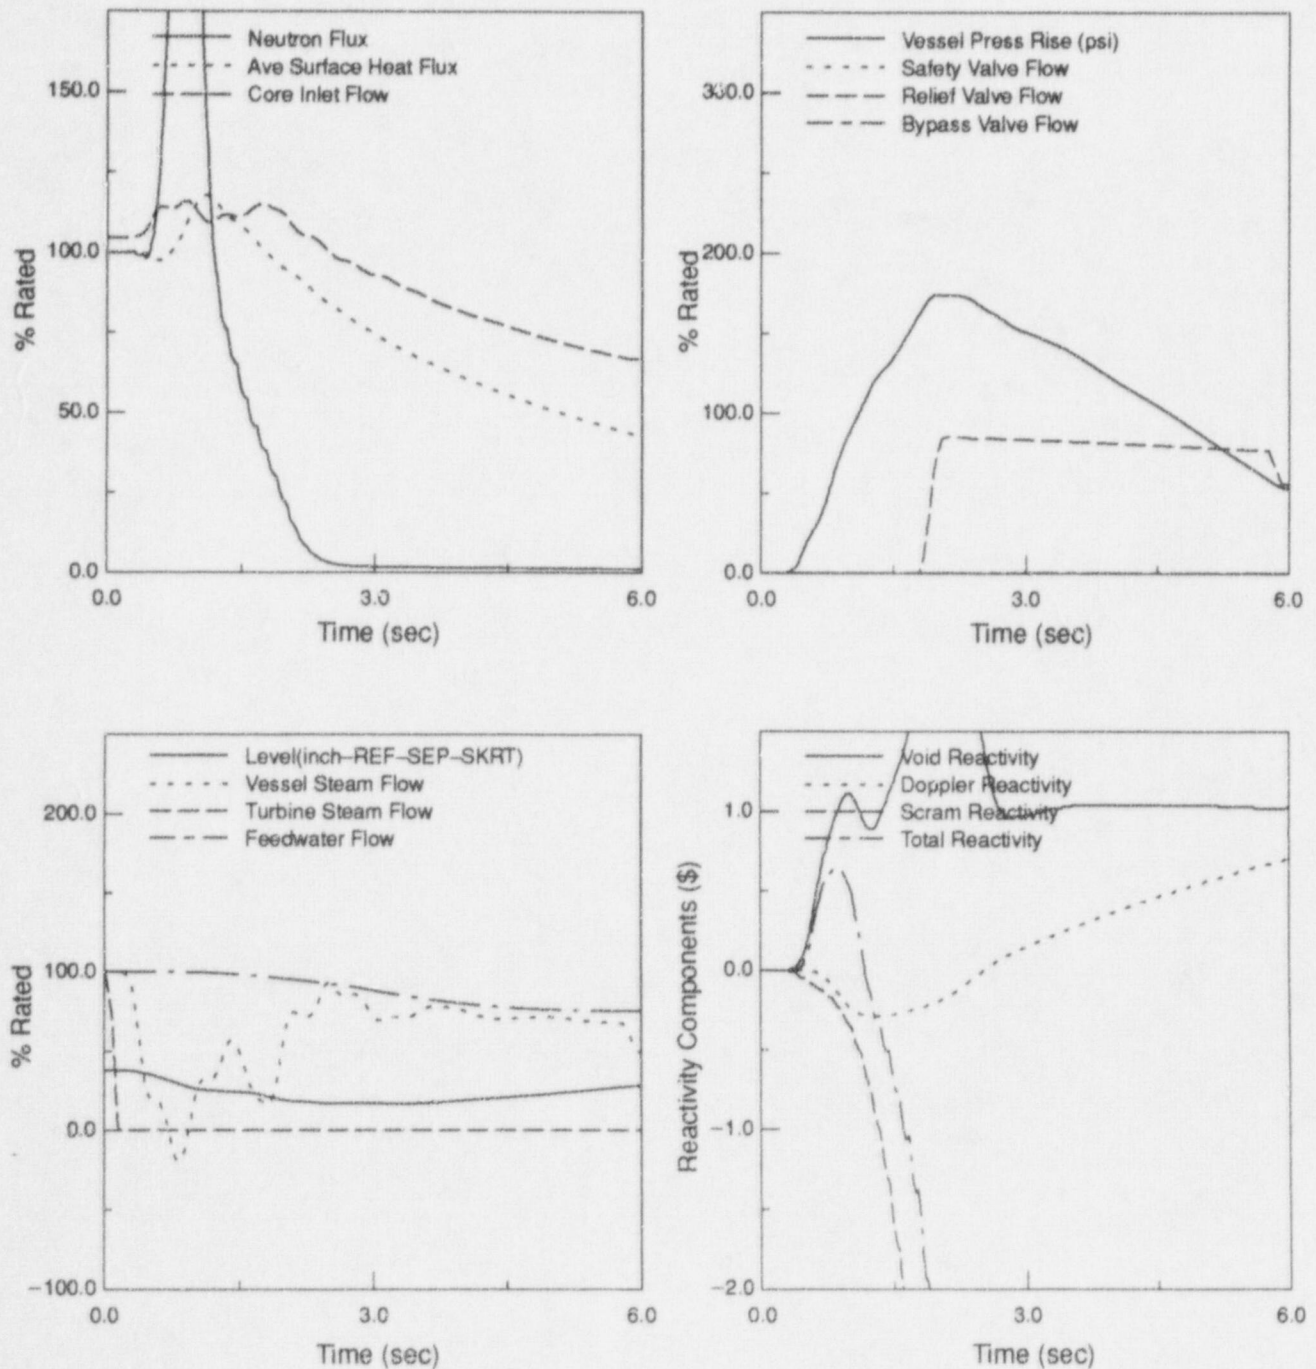 Neutron Flux
Ave Surface Heat Flux
Core Inlet Flow
150.0
100.0
50.0
0.0
% Rated
0.0
3.0
6.0
Time (sec)
Vessel Press Rise (psi)
Safety Valve Flow
Relief Valve Flow
Bypass Valve Flow
300.0
200.0
100.0
0.0
% Rated
0.0
3.0
6.0
Time (sec)
Level(inch-REF-SEP-SKRT)
Vessel Steam Flow
Turbine Steam Flow
Feedwater Flow
200.0
100.0
0.0
-100.0
% Rated
0.0
3.0
6.0
Time (sec)
Void Reactivity
Doppler Reactivity
Scram Reactivity
Total Reactivity
1.0
0.0
-1.0
-2.0
Reactivity Components ($)
0.0
3.0
6.0
Time (sec)